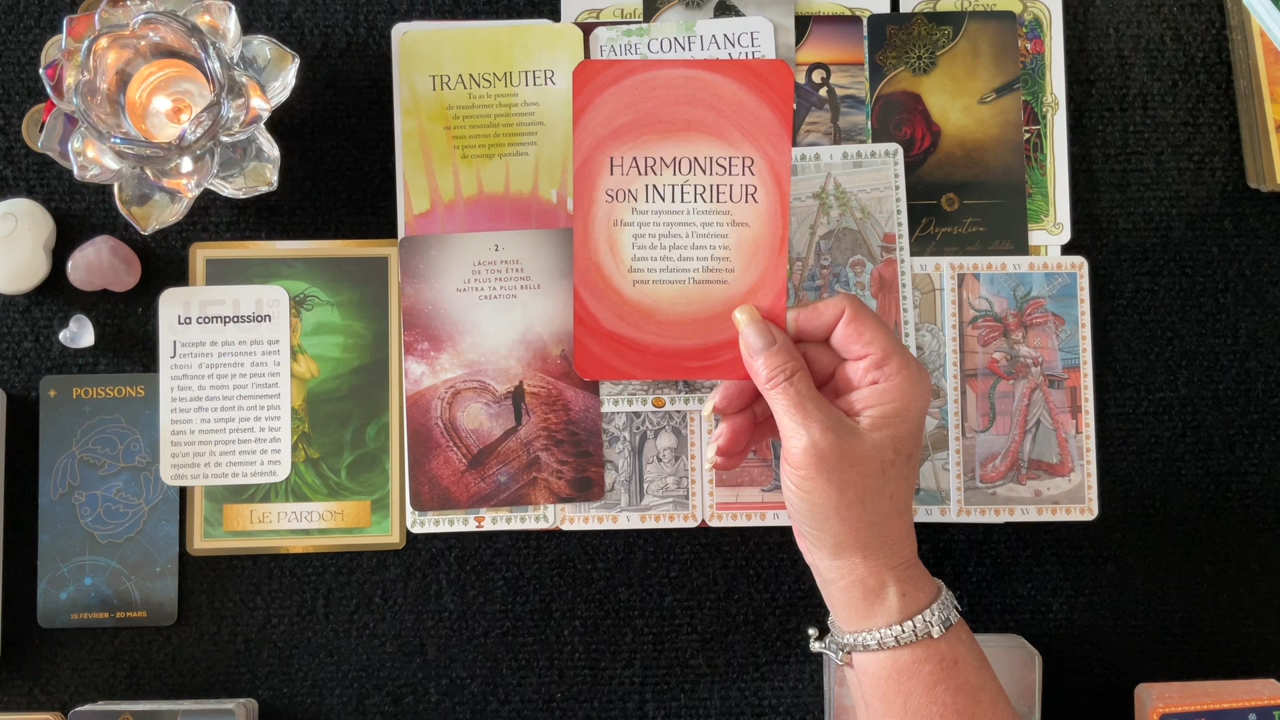 Rêve
FAIRE CONFIANCE
TRANSMUTER
Tu as le pouvoir
de transformer chaque chose,
de percevoir positivement
ou avec neutralité une situation,
mais surtout de transmuter
ta peur en petits moments
de courage quotidien.
HARMONISER
SON INTÉRIEUR
Pour rayonner à l'extérieur,
il faut que tu rayonnes, que tu vibres,
que tu pulses, à l'intérieur.
Fais de la place dans ta vie,
dans ta tête, dans ton foyer,
dans tes relations et libère-toi
pour retrouver l'harmonie.
Proposition
· 2 ·
LÂCHE PRISE,
DE TON ÊTRE
LE PLUS PROFOND,
NAÎTRA TA PLUS BELLE
CRÉATION
La compassion
J'accepte de plus en plus que
certaines personnes aient
choisi d'apprendre dans la
souffrance et que je ne peux rien
y faire, du moins pour l'instant.
Je les aide dans leur cheminement
et leur offre ce dont ils ont le plus
besoin : ma simple joie de vivre
dans le moment présent. Je leur
fais voir mon propre bien-être afin
qu'un jour ils aient envie de me
rejoindre et de cheminer à mes
côtés sur la route de la sérénité.
LE PARDON
POISSONS
19 FÉVRIER – 20 MARS
XI
XV
V
IV
XI
XV